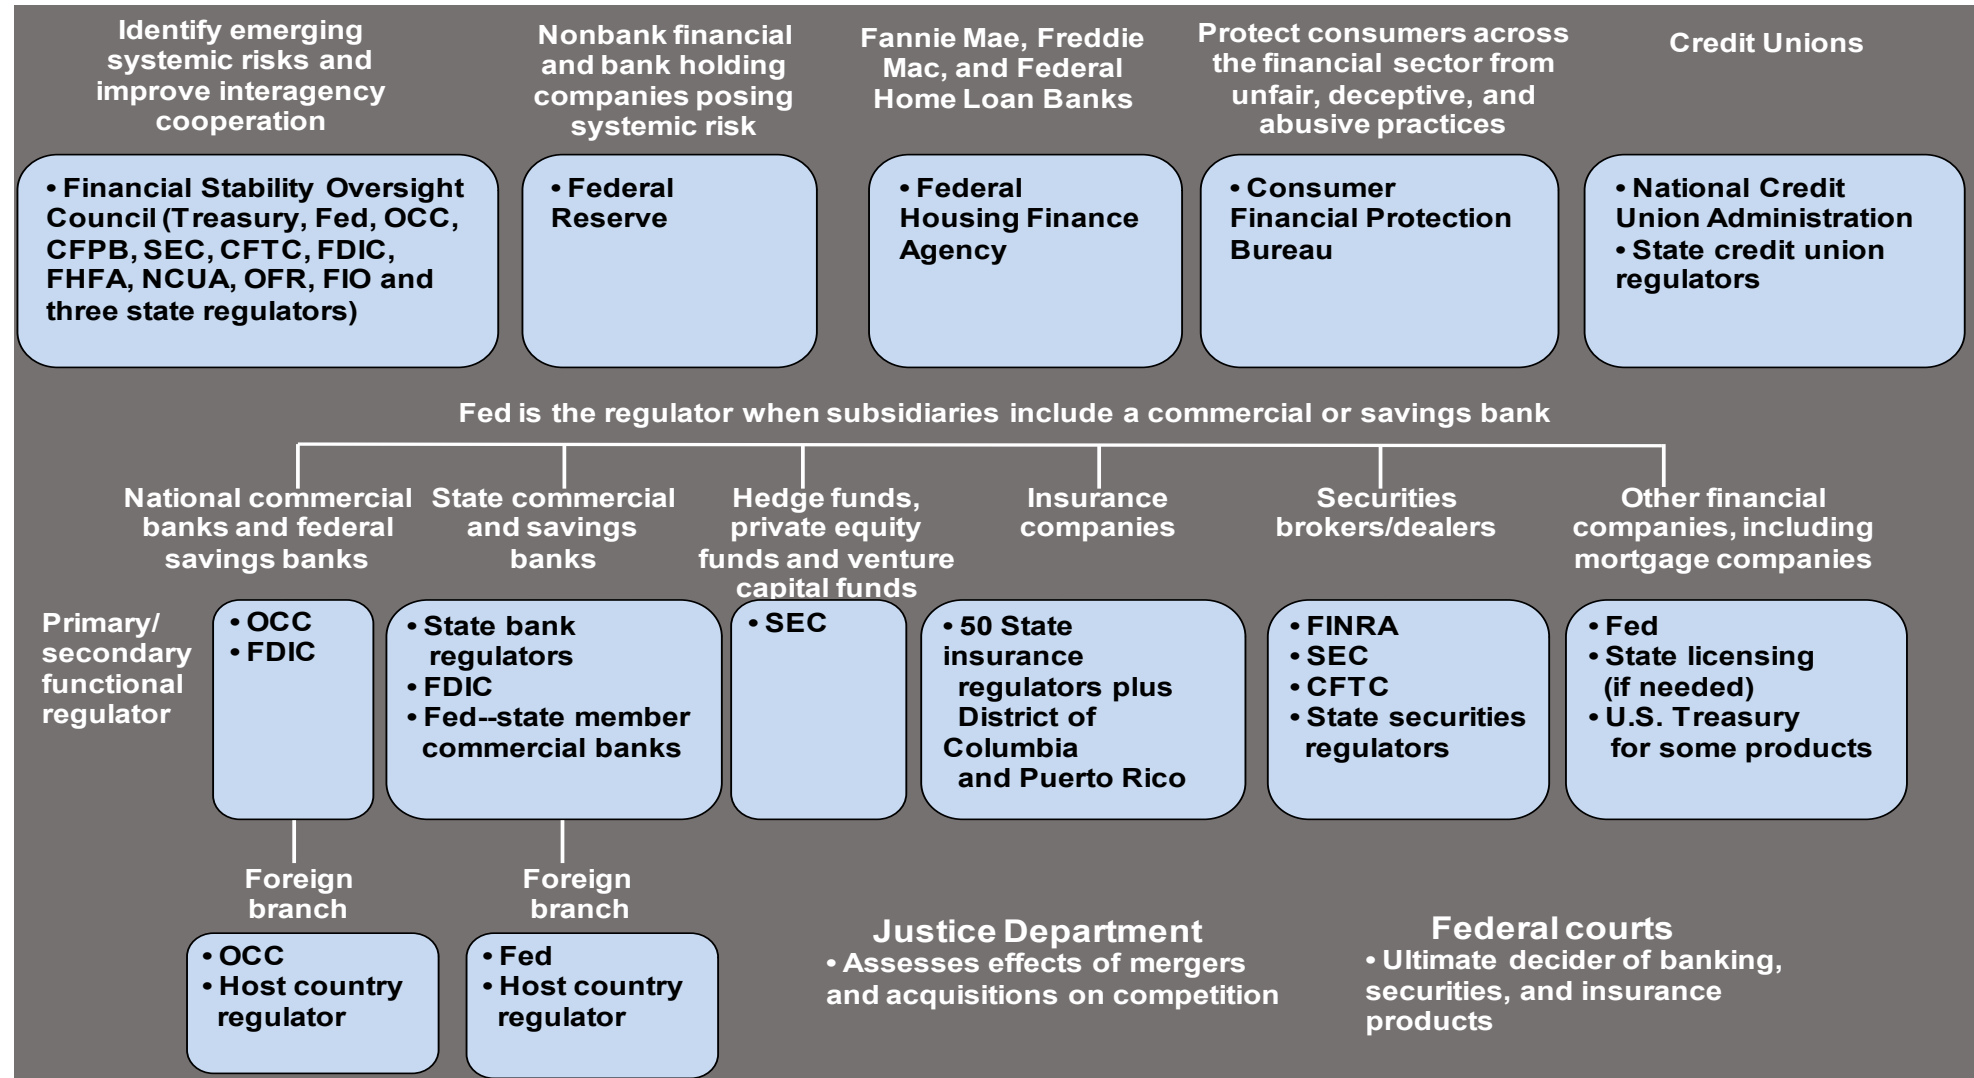 Identify emerging
systemic risks and
improve interagency
cooperation
Nonbank financial
and bank holding
companies posing
systemic risk
Fannie Mae, Freddie
Mac, and Federal
Home Loan Banks
Protect consumers across
the financial sector from
unfair, deceptive, and
abusive practices
Credit Unions
• Financial Stability Oversight
Council (Treasury, Fed, OCC,
CFPB, SEC, CFTC, FDIC,
FHFA, NCUA, OFR, FIO and
three state regulators)
• Federal
Reserve
• Federal
Housing Finance
Agency
• Consumer
Financial Protection
Bureau
• National Credit
Union Administration
• State credit union
regulators
Fed is the regulator when subsidiaries include a commercial or savings bank
National commercial
banks and federal
savings banks
State commercial
and savings
banks
Hedge funds,
private equity
funds and venture
capital funds
Insurance
companies
Securities
brokers/dealers
Other financial
companies, including
mortgage companies
Primary/
secondary
functional
regulator
• OCC
• FDIC
• State bank
regulators
• FDIC
• Fed--state member
commercial banks
• SEC
• 50 State
insurance
regulators plus
District of
Columbia
and Puerto Rico
• FINRA
• SEC
• CFTC
• State securities
regulators
• Fed
• State licensing
(if needed)
• U.S. Treasury
for some products
Foreign
branch
• OCC
• Host country
regulator
Foreign
branch
• Fed
• Host country
regulator
Justice Department
• Assesses effects of mergers
and acquisitions on competition
Federal courts
• Ultimate decider of banking,
securities, and insurance
products